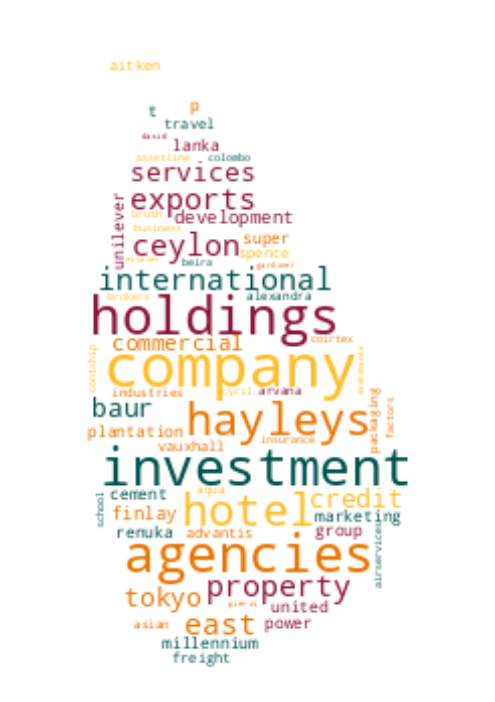 aitken
t p
travel
david
lanka
assetline colombo
services
unilever
exports
brush development
business
ceylon super
spence
beira
gardiner
international
brokers alexandra
holdings
commercial coirtex
company
contship
industries cyril arvana
baur hayleys packaging factors
plantation insurance
vauxhall
investment
aqua
school cement hotel credit
finlay marketing
renuka advantis group
airservices
agencies
property
tokyo pieris united
asian east power
millennium
freight